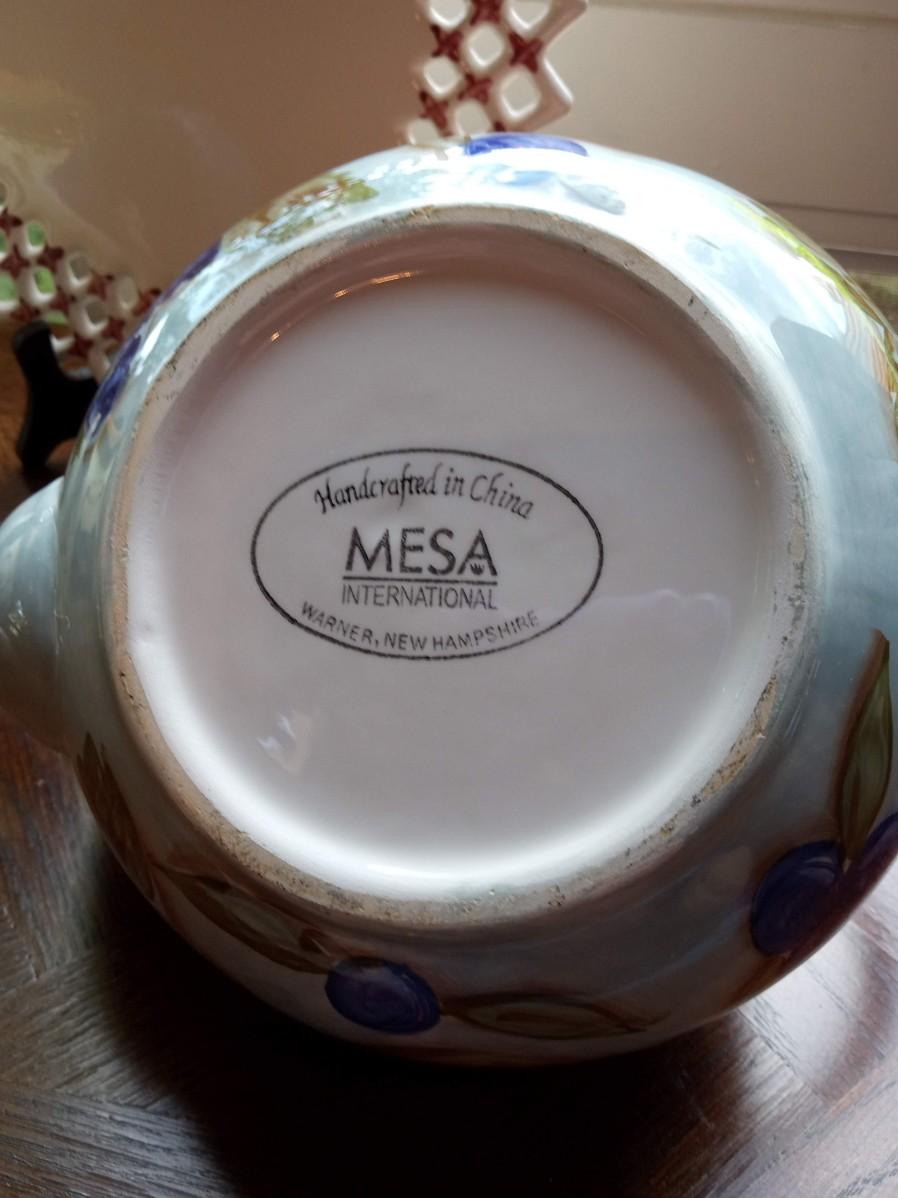 Handcrafted in China
MESA
INTERNATIONAL
WARNER, NEW HAMPSHIRE